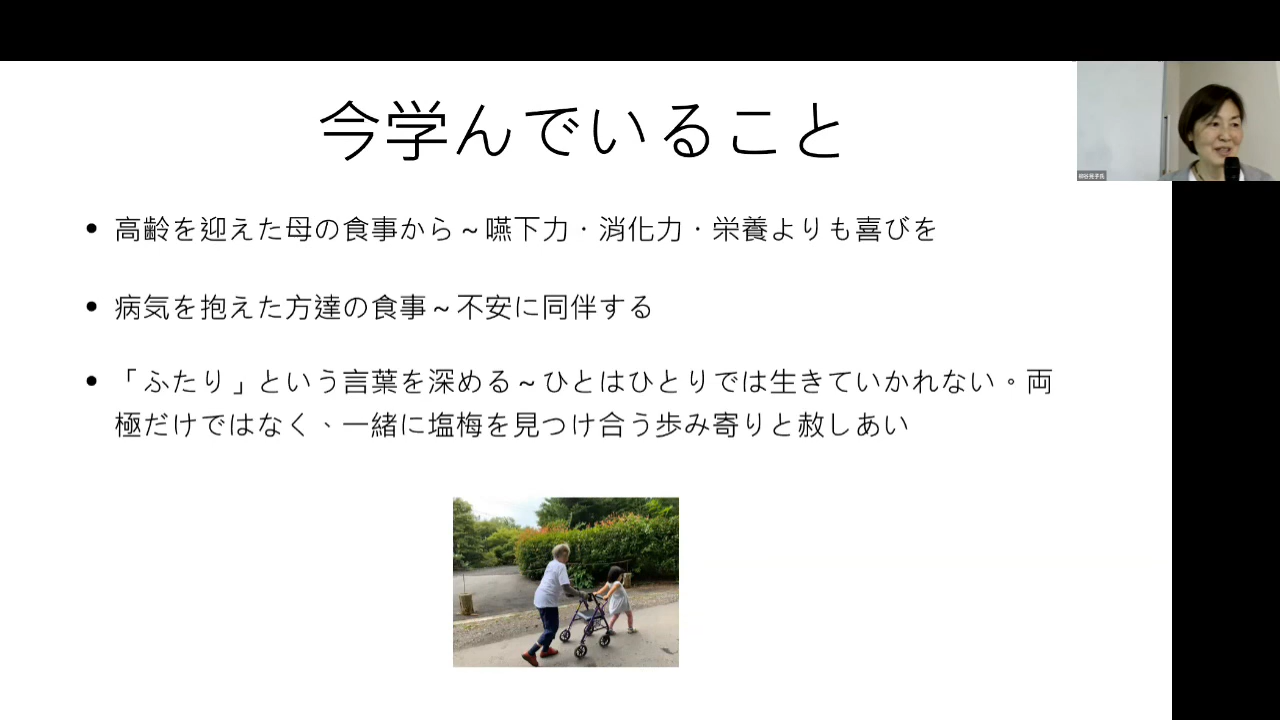 今学んでいること
• 高齢を迎えた母の食事から~嚥下力・消化力・栄養よりも喜びを
• 病気を抱えた方達の食事~不安に同伴する
• 「ふたり」という言葉を深める~ひとはひとりでは生きていかれない。両
極だけではなく、一緒に塩梅を見つけ合う歩み寄りと赦しあい